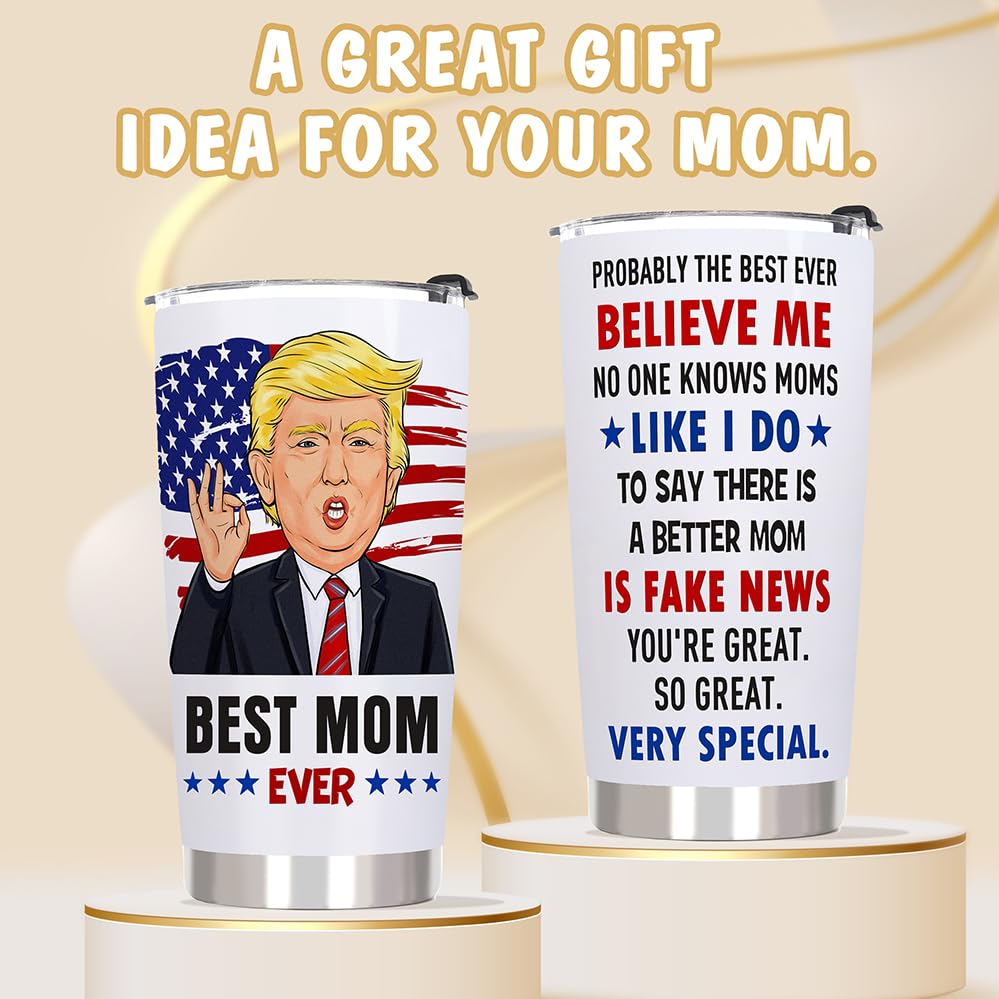 A GREAT GIFT
IDEA FOR YOUR MOM.
BEST MOM
EVER
PROBABLY THE BEST EVER
BELIEVE ME
NO ONE KNOWS MOMS
LIKE I DO
TO SAY THERE IS
A BETTER MOM
IS FAKE NEWS
YOU'RE GREAT.
SO GREAT.
VERY SPECIAL.